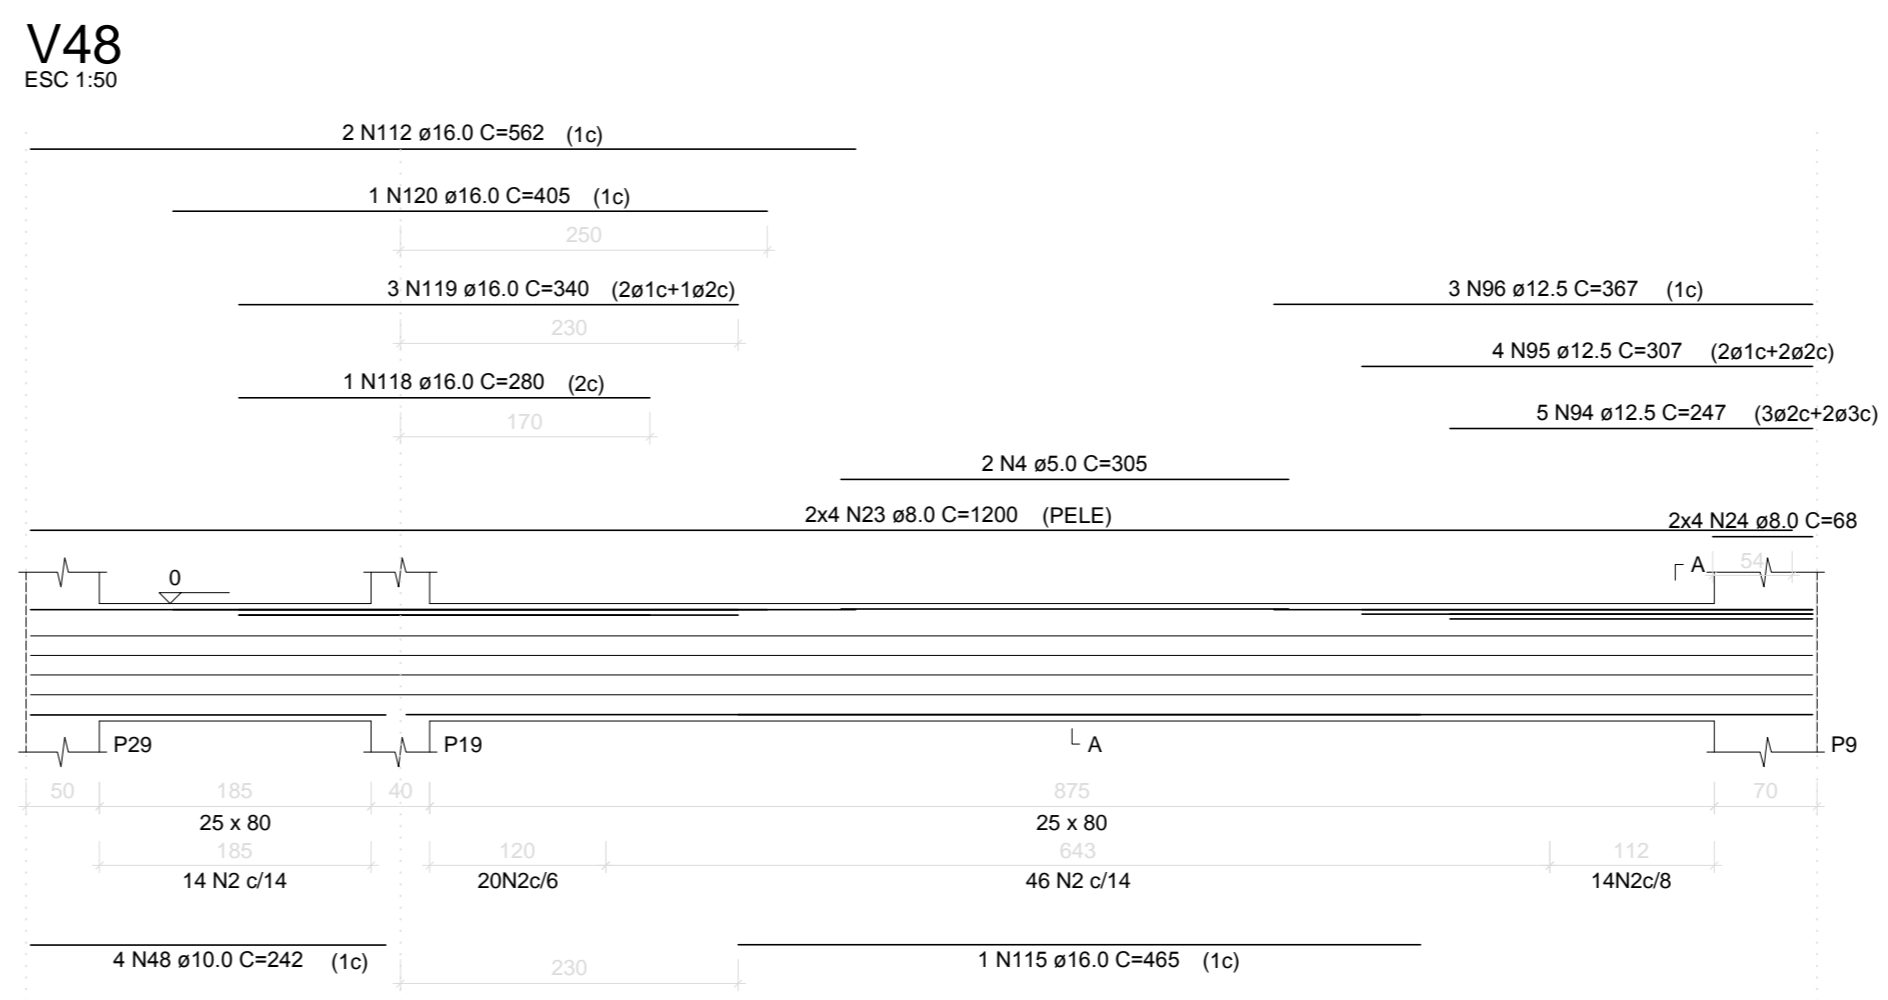 V48
ESC 1:50
2 N112 ø16.0 C=562 (1c)
1 N120 ø16.0 C=405 (1c)
250
3 N119 ø16.0 C=340 (2ø1c+1ø2c)
3 N96 ø12.5 C=367 (1c)
230
4 N95 ø12.5 C=307 (2ø1c+2ø2c)
1 N118 ø16.0 C=280 (2c)
170
5 N94 ø12.5 C=247 (3ø2c+2ø3c)
2 N4 ø5.0 C=305
2x4 N23 ø8.0 C=1200 (PELE)
2x4 N24 ø8.0 C=68
0
A
54
P29
P19
A
P9
50
185
40
875
70
25 x 80
25 x 80
185
120
643
112
14 N2 c/14
20N2c/6
46 N2 c/14
14N2c/8
4 N48 ø10.0 C=242 (1c)
230
1 N115 ø16.0 C=465 (1c)